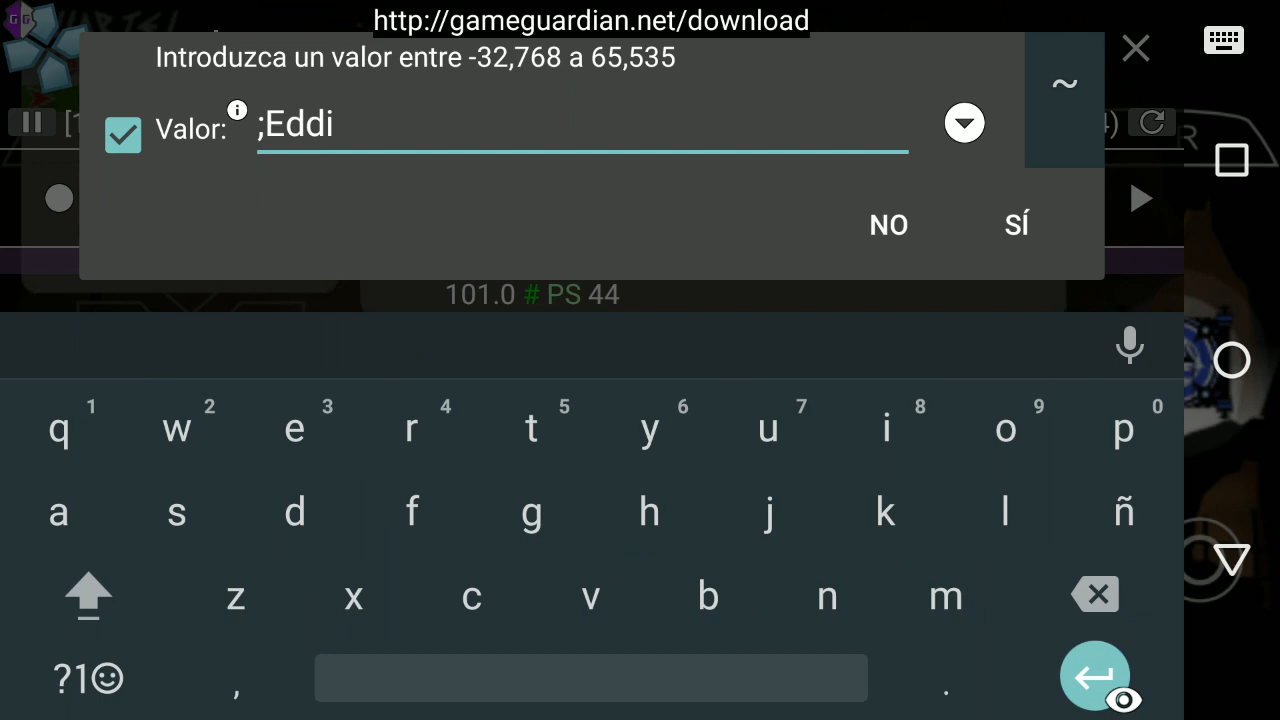 http://gameguardian.net/download
Introduzca un valor entre -32,768 a 65,535
Valor: ;Eddi
~
NO SÍ
101.0 # PS 44
q 1 w 2 e 3 r 4 t 5 y 6 u 7 i 8 o 9 p 0
a s d f g h j k l ñ
z x c v b n m
?1☺ , .